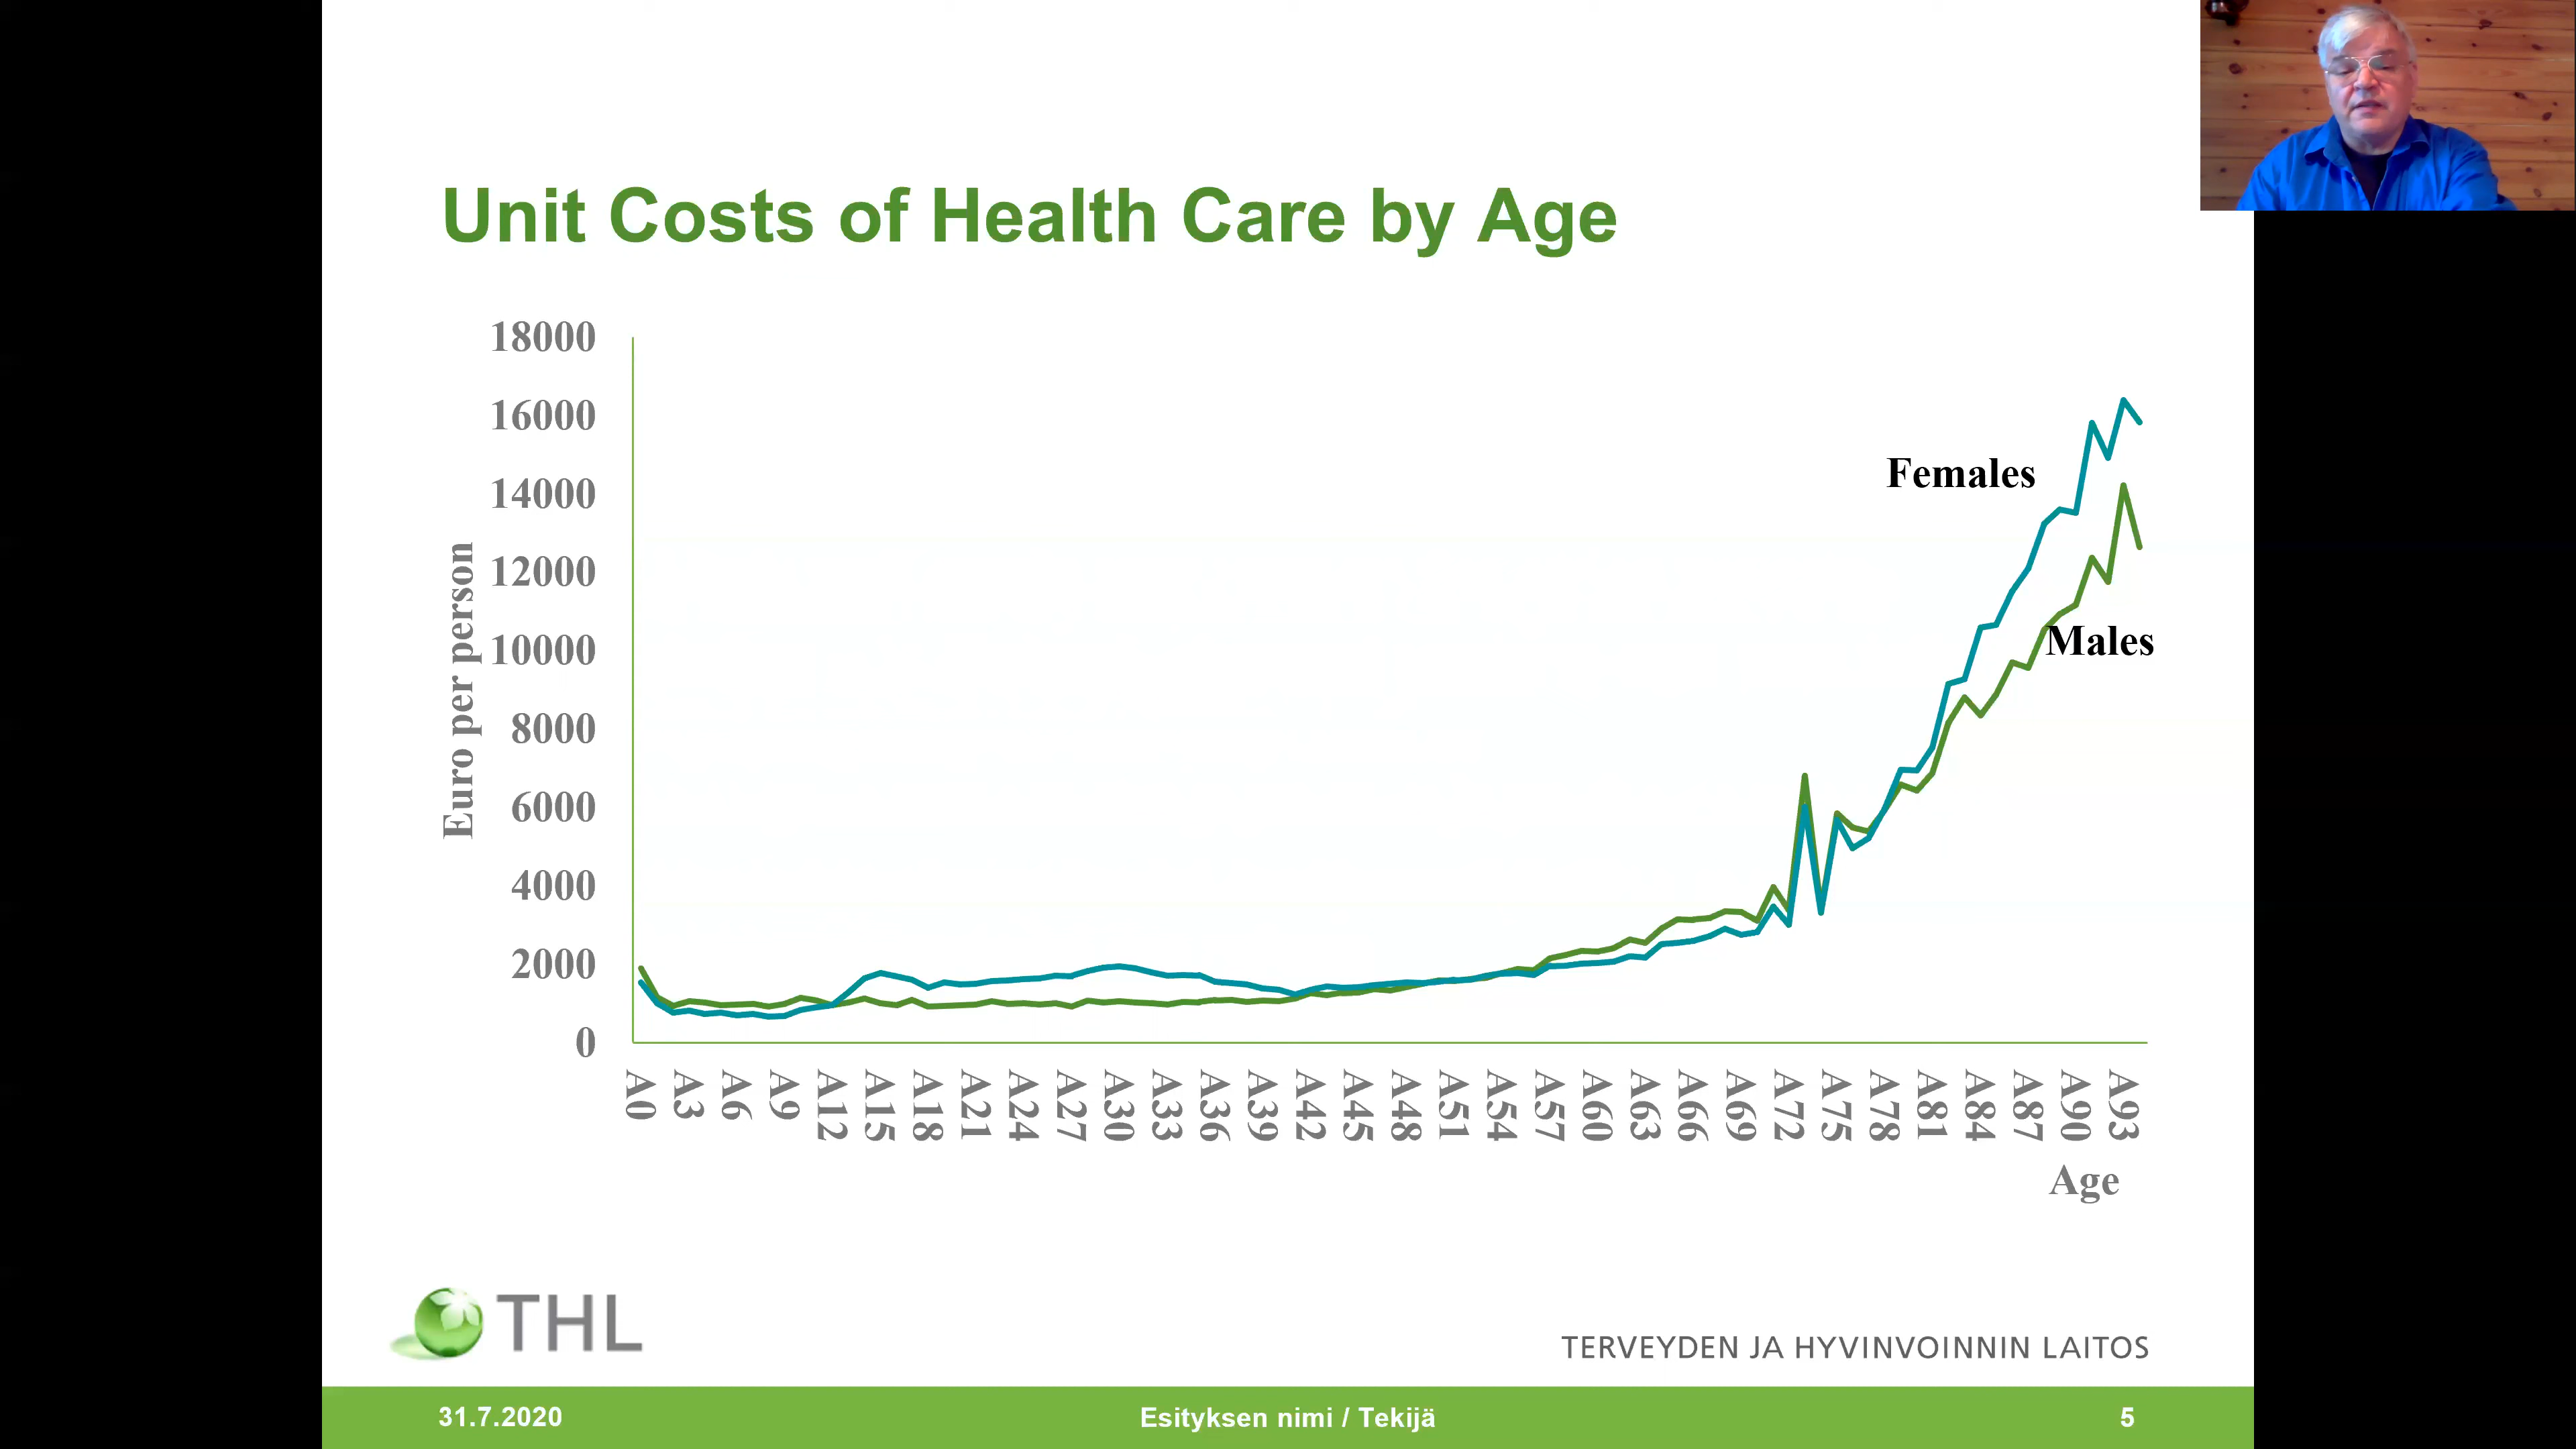 Unit Costs of Health Care by Age
18000
16000
14000
12000
10000
8000
6000
4000
2000
0
Euro per person
Females
Males
A0 A3 A6 A9 A12 A15 A18 A21 A24 A27 A30 A33 A36 A39 A42 A45 A48 A51 A54 A57 A60 A63 A66 A69 A72 A75 A78 A81 A84 A87 A90 A93
Age
THL
TERVEYDEN JA HYVINVOINNIN LAITOS
31.7.2020
Esityksen nimi / Tekijä
5